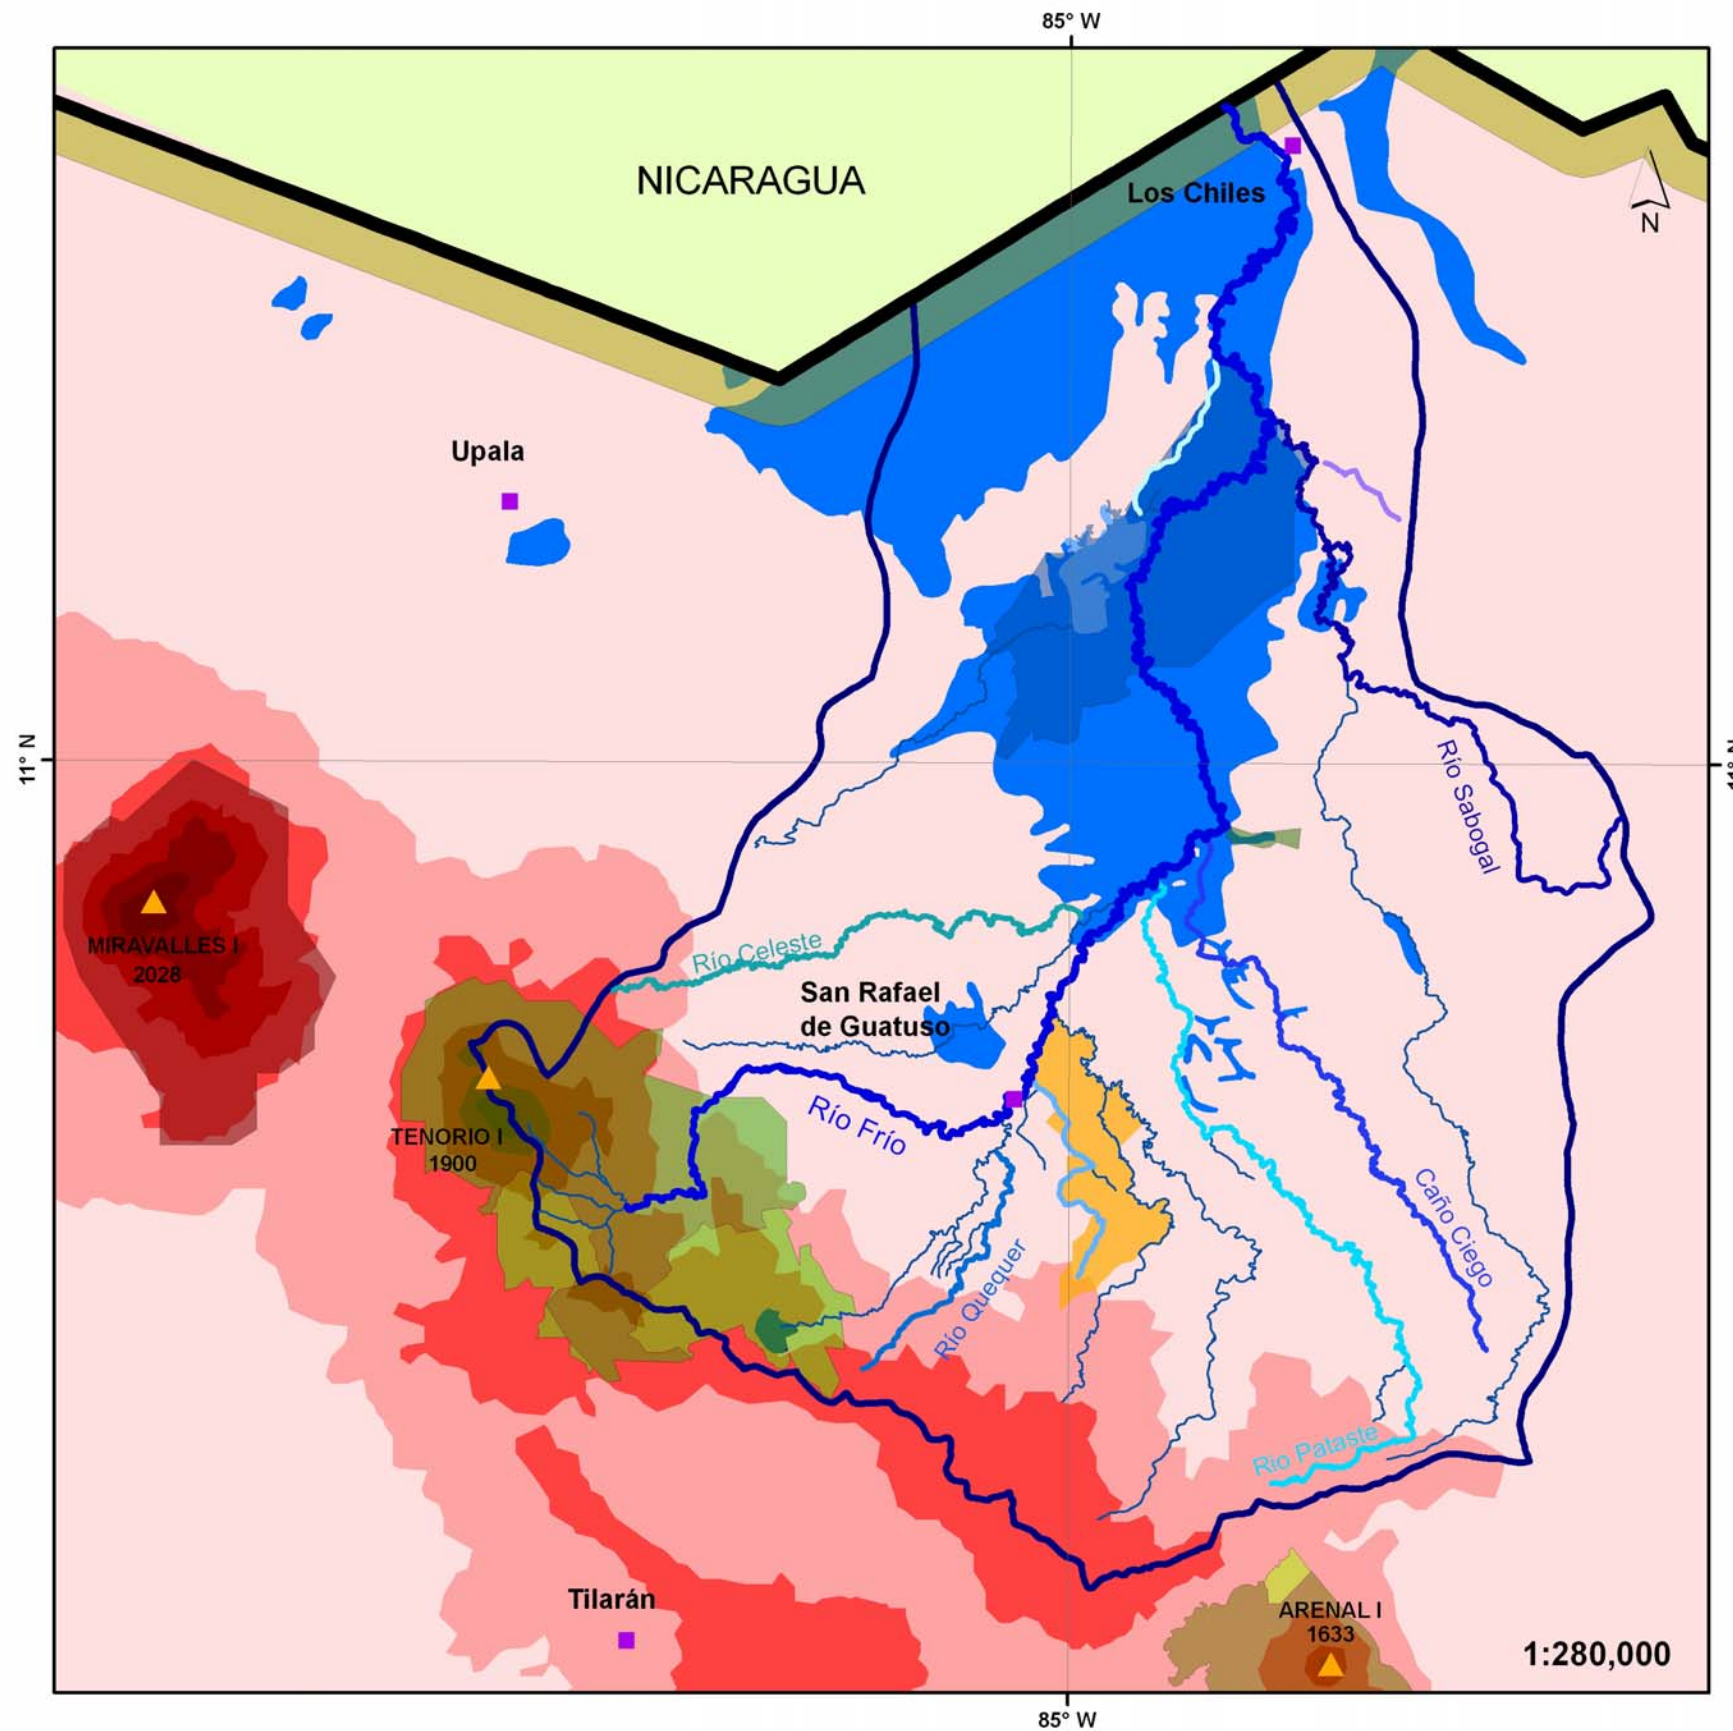 85° W
NICARAGUA
Los Chiles
N
Upala
11° N
Río Sabogal
MIRAVALLES I
2028
Río Celeste
San Rafael
de Guatuso
Río Frío
TENORIO I
1900
Caño Ciego
Río Quequer
Rio Pataste
Tilarán
ARENAL I
1633
1:280,000
85° W